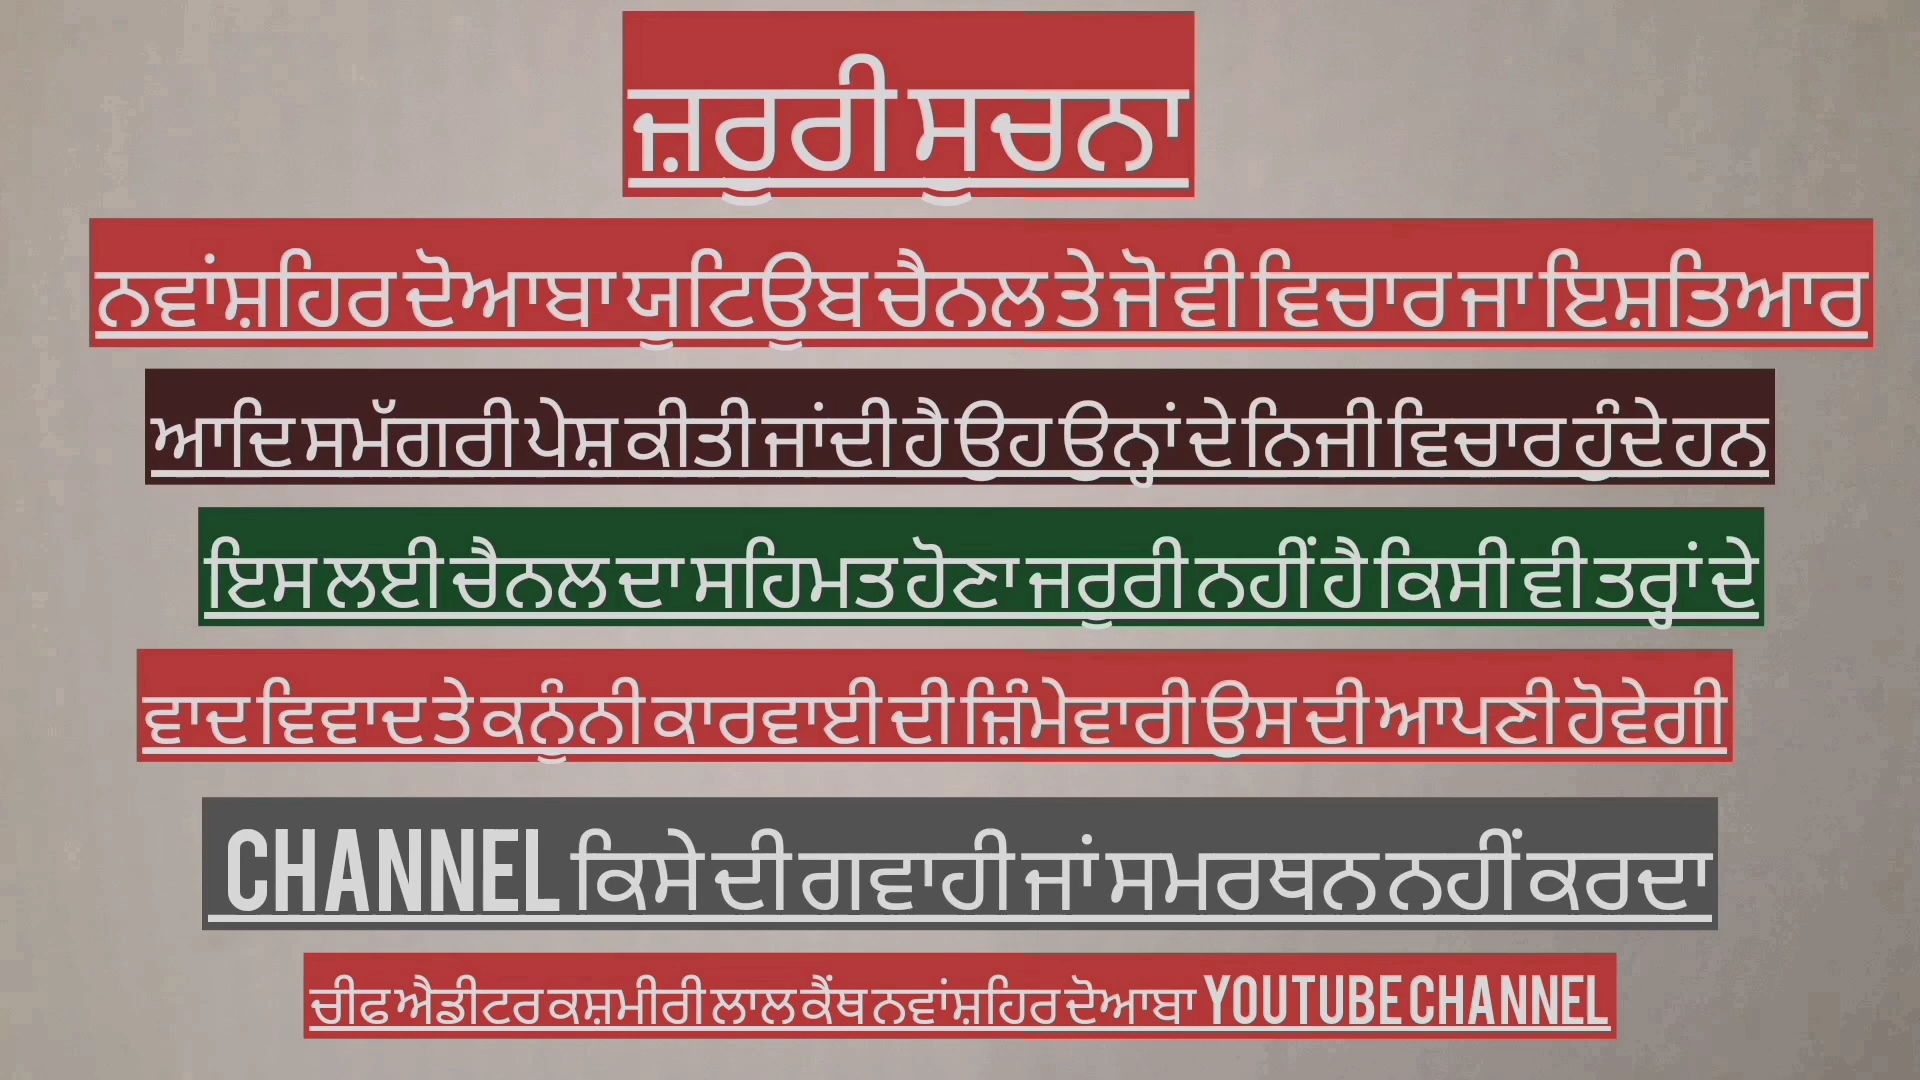 ਜ਼ਰੂਰੀ ਸੂਚਨਾ
ਨਵਾਂਸ਼ਹਿਰ ਦੋਆਬਾ ਯੂਟਿਊਬ ਚੈਨਲ ਤੇ ਜੋ ਵੀ ਵਿਚਾਰ ਜਾ ਇਸ਼ਤਿਆਰ
ਆਦਿ ਸਮੱਗਰੀ ਪੇਸ਼ ਕੀਤੀ ਜਾਂਦੀ ਹੈ ਉਹ ਉਨ੍ਹਾਂ ਦੇ ਨਿਜੀ ਵਿਚਾਰ ਹੁੰਦੇ ਹਨ
ਇਸ ਲਈ ਚੈਨਲ ਦਾ ਸਹਿਮਤ ਹੋਣਾ ਜਰੂਰੀ ਨਹੀਂ ਹੈ ਕਿਸੀ ਵੀ ਤਰ੍ਹਾਂ ਦੇ
ਵਾਦ ਵਿਵਾਦ ਤੇ ਕਨੂੰਨੀ ਕਾਰਵਾਈ ਦੀ ਜ਼ਿੰਮੇਵਾਰੀ ਉਸ ਦੀ ਆਪਣੀ ਹੋਵੇਗੀ
CHANNEL ਕਿਸੇ ਦੀ ਗਵਾਹੀ ਜਾਂ ਸਮਰਥਨ ਨਹੀਂ ਕਰਦਾ
ਚੀਫ ਐਡੀਟਰ ਕਸ਼ਮੀਰੀ ਲਾਲ ਕੈਂਥ ਨਵਾਂਸ਼ਹਿਰ ਦੋਆਬਾ YOUTUBE CHANNEL